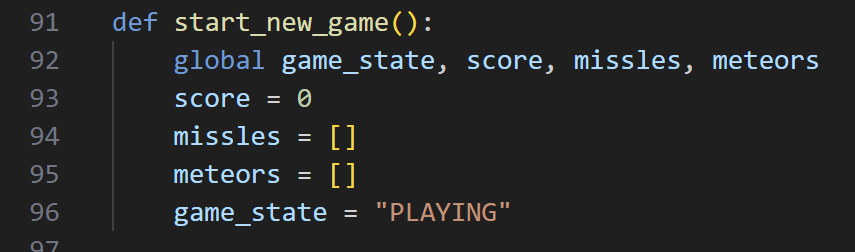 91 def start_new_game():
92 global game_state, score, missles, meteors
93 score = 0
94 missles = []
95 meteors = []
96 game_state = "PLAYING"
97